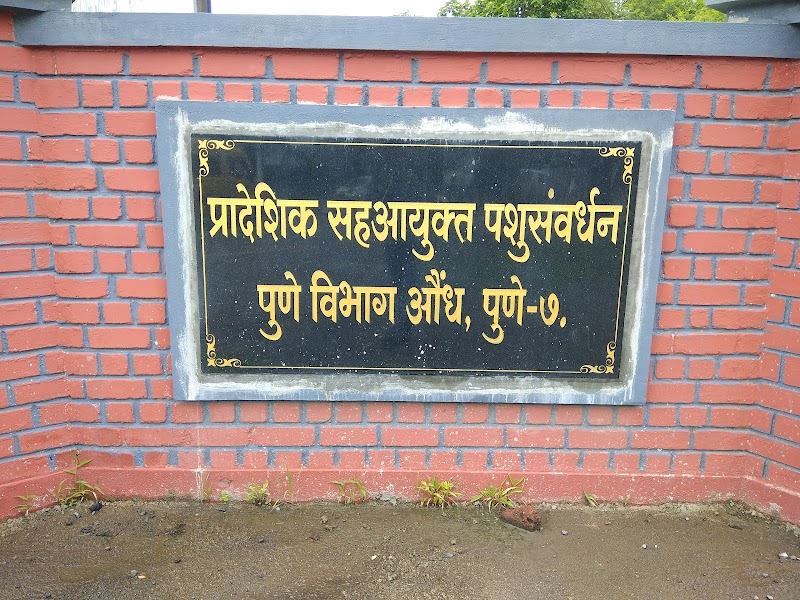 प्रादेशिक सहआयुक्त पशुसंवर्धन
पुणे विभाग औंध, पुणे-७.